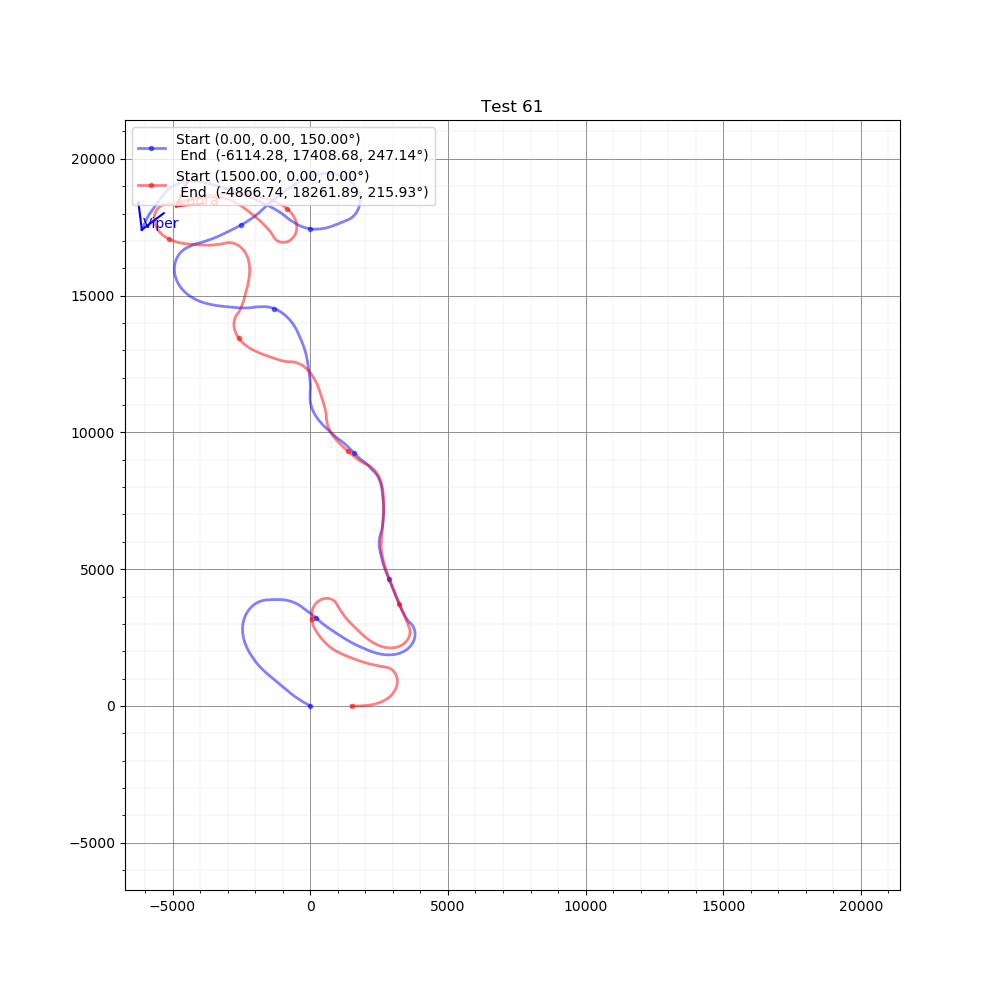 Test 61
Start (0.00, 0.00, 150.00°)
End (-6114.28, 17408.68, 247.14°)
Start (1500.00, 0.00, 0.00°)
End (-4866.74, 18261.89, 215.93°)
Cobra
Viper
20000
15000
10000
5000
0
−5000
−5000 0 5000 10000 15000 20000